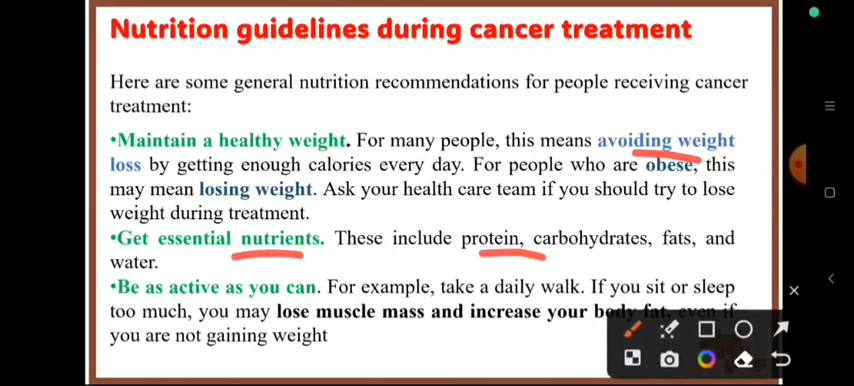 Nutrition guidelines during cancer treatment
Here are some general nutrition recommendations for people receiving cancer
treatment:
•Maintain a healthy weight. For many people, this means avoiding weight
loss by getting enough calories every day. For people who are obese, this
may mean losing weight. Ask your health care team if you should try to lose
weight during treatment.
•Get essential nutrients. These include protein, carbohydrates, fats, and
water.
•Be as active as you can. For example, take a daily walk. If you sit or sleep
too much, you may lose muscle mass and increase your body fat, even if
you are not gaining weight